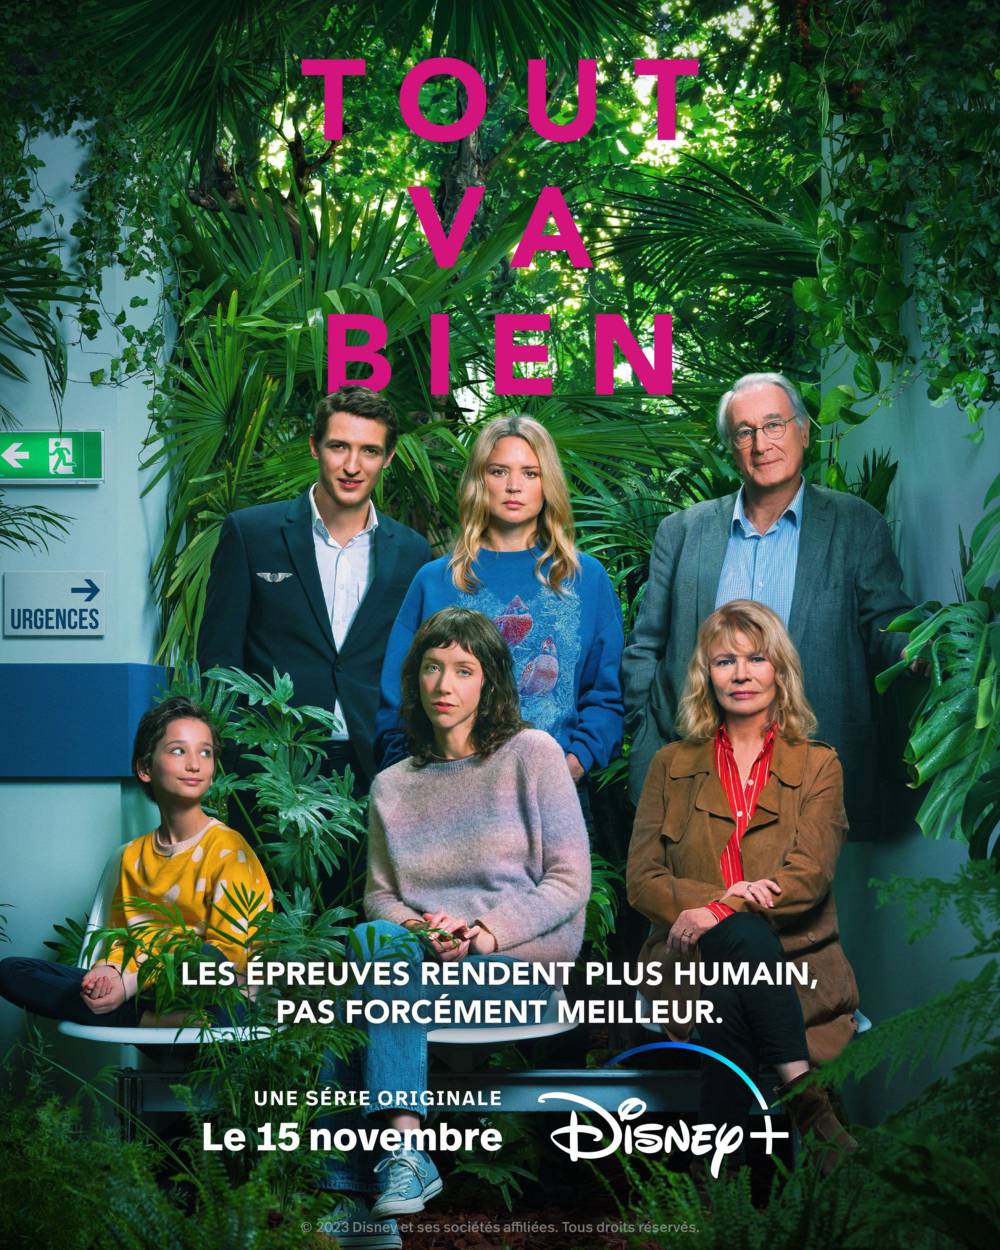 TOUT
VA
BIEN
URGENCES
LES ÉPREUVES RENDENT PLUS HUMAIN,
PAS FORCÉMENT MEILLEUR.
UNE SÉRIE ORIGINALE
Le 15 novembre
Disney+
© 2023 Disney et ses sociétés affiliées. Tous droits réservés.